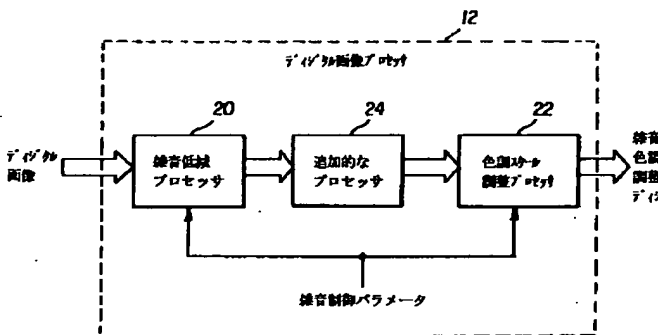 12
ディジタル画像プロセッサ
20
24
22
ディジタル
画像
雑音低減
プロセッサ
追加的な
プロセッサ
色調スケール
調整プロセッサ
雑音
色調
調整
ディジ
雑音制御パラメータ